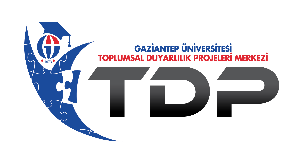 GAZİANTEP ÜNİVERSİTESİ
TOPLUMSAL DUYARLILIK PROJELERİ MERKEZİ
TDP